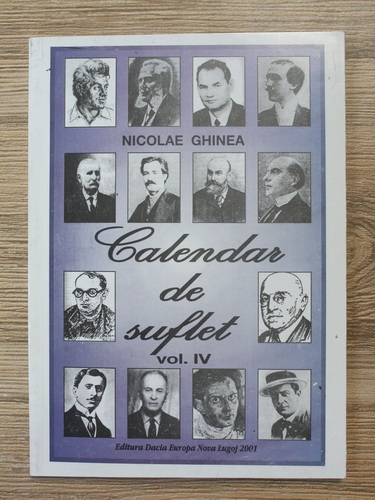 NICOLAE GHINEA
Calendar
de
suflet
vol. IV
Editura Dacia Europa Nova Lugoj 2001